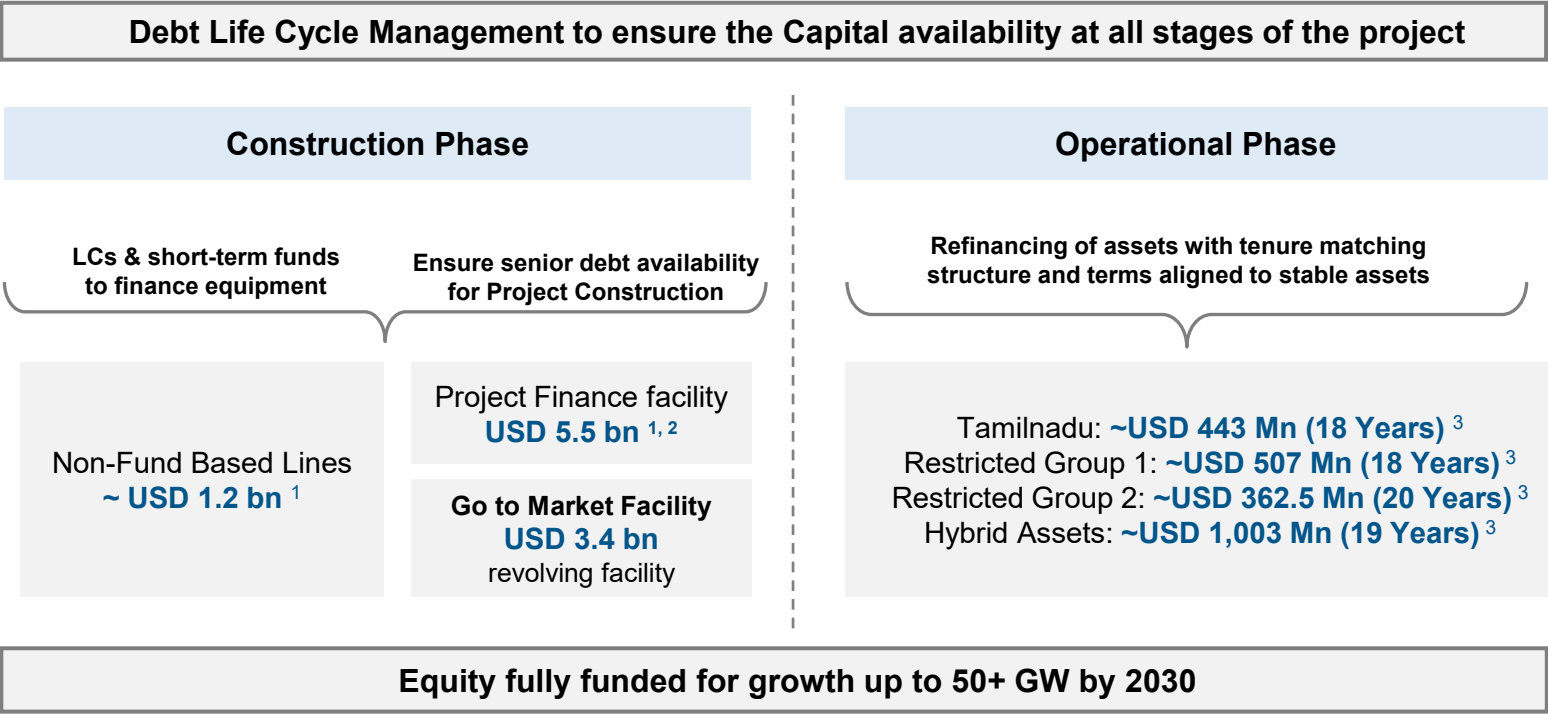 Debt Life Cycle Management to ensure the Capital availability at all stages of the project
Construction Phase
LCs & short-term funds
to finance equipment
Ensure senior debt availability
for Project Construction
Non-Fund Based Lines
~ USD 1.2 bn 1
Project Finance facility
USD 5.5 bn 1, 2
Go to Market Facility
USD 3.4 bn
revolving facility
Operational Phase
Refinancing of assets with tenure matching
structure and terms aligned to stable assets
Tamilnadu: ~USD 443 Mn (18 Years) 3
Restricted Group 1: ~USD 507 Mn (18 Years) 3
Restricted Group 2: ~USD 362.5 Mn (20 Years) 3
Hybrid Assets: ~USD 1,003 Mn (19 Years) 3
Equity fully funded for growth up to 50+ GW by 2030